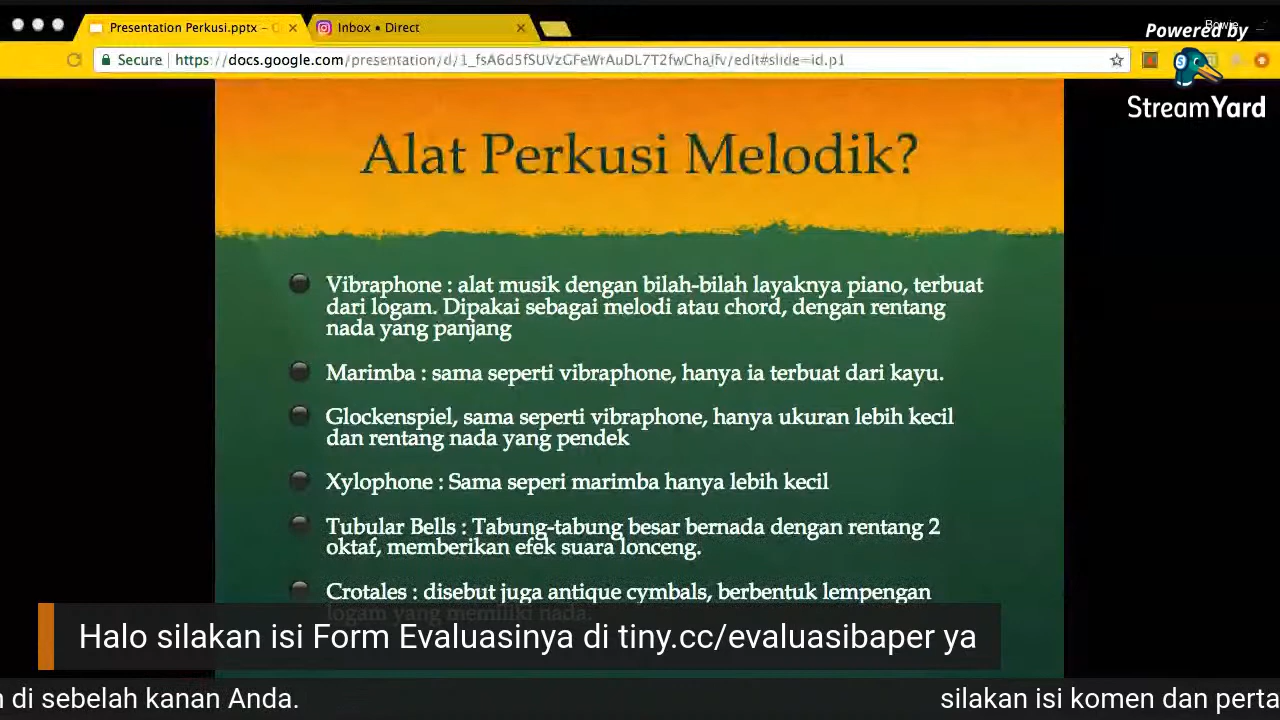 Presentation Perkusi.pptx –
Inbox • Direct
Bowie
Powered by
Secure
https://docs.google.com/presentation/d/1_fsA6d5fSUVzGFeWrAuDL7T2fwChaJfv/edit#slide=id.p1
StreamYard
Alat Perkusi Melodik?
Vibraphone : alat musik dengan bilah-bilah layaknya piano, terbuat
dari logam. Dipakai sebagai melodi atau chord, dengan rentang
nada yang panjang
Marimba : sama seperti vibraphone, hanya ia terbuat dari kayu.
Glockenspiel, sama seperti vibraphone, hanya ukuran lebih kecil
dan rentang nada yang pendek
Xylophone : Sama seperi marimba hanya lebih kecil
Tubular Bells : Tabung-tabung besar bernada dengan rentang 2
oktaf, memberikan efek suara lonceng.
Crotales : disebut juga antique cymbals, berbentuk lempengan
logam yang memiliki nada.
Halo silakan isi Form Evaluasinya di tiny.cc/evaluasibaper ya
di sebelah kanan Anda. silakan isi komen dan perta